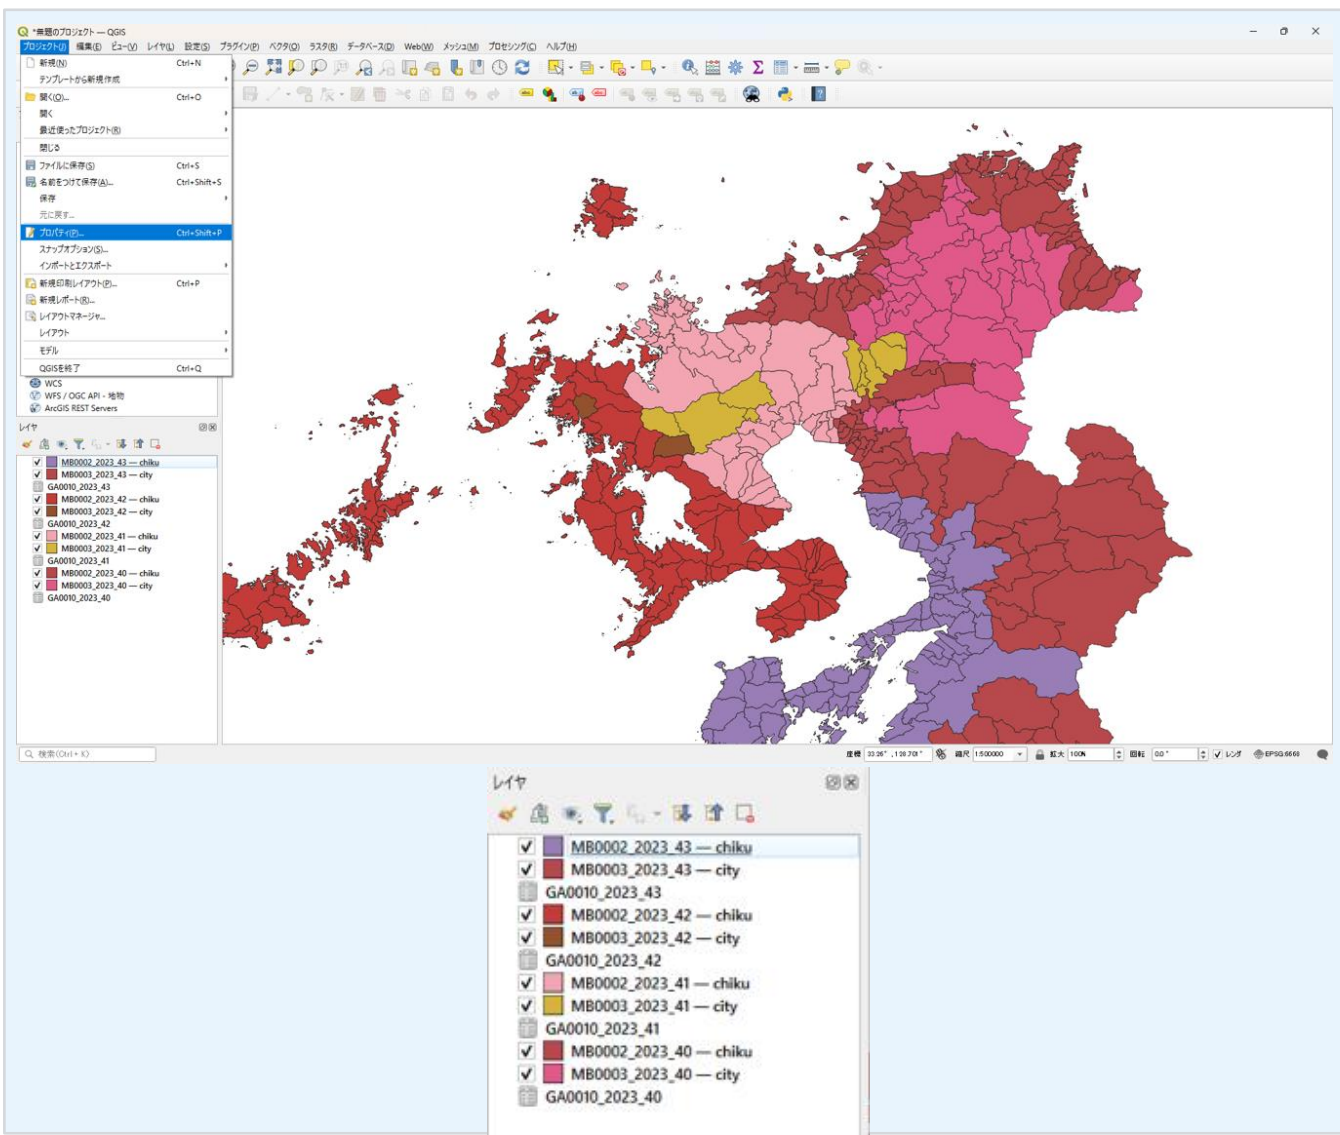 *無題のプロジェクト — QGIS
プロジェクト(J) 編集(E) ビュー(V) レイヤ(L) 設定(S) プラグイン(P) ベクタ(O) ラスタ(R) データベース(D) Web(W) メッシュ(M) プロセシング(C) ヘルプ(H)
新規(N) Ctrl+N
テンプレートから新規作成
開く(O)... Ctrl+O
開く
最近使ったプロジェクト(R)
閉じる
ファイルに保存(S) Ctrl+S
名前をつけて保存(A)... Ctrl+Shift+S
保存
元に戻す...
プロパティ(P)... Ctrl+Shift+P
スナップオプション(S)...
インポートとエクスポート
新規印刷レイアウト(P)... Ctrl+P
新規レポート(R)...
レイアウトマネージャ...
レイアウト
モデル
QGISを終了 Ctrl+Q
WCS
WFS / OGC API - 地物
ArcGIS REST Servers
レイヤ
MB0002_2023_43 — chiku
MB0003_2023_43 — city
GA0010_2023_43
MB0002_2023_42 — chiku
MB0003_2023_42 — city
GA0010_2023_42
MB0002_2023_41 — chiku
MB0003_2023_41 — city
GA0010_2023_41
MB0002_2023_40 — chiku
MB0003_2023_40 — city
GA0010_2023_40
検索(Ctrl + K)
座標 縮尺 1:500000 拡大 100% 回転 0.0 ° レンダ EPSG:6668
レイヤ
MB0002_2023_43 — chiku
MB0003_2023_43 — city
GA0010_2023_43
MB0002_2023_42 — chiku
MB0003_2023_42 — city
GA0010_2023_42
MB0002_2023_41 — chiku
MB0003_2023_41 — city
GA0010_2023_41
MB0002_2023_40 — chiku
MB0003_2023_40 — city
GA0010_2023_40